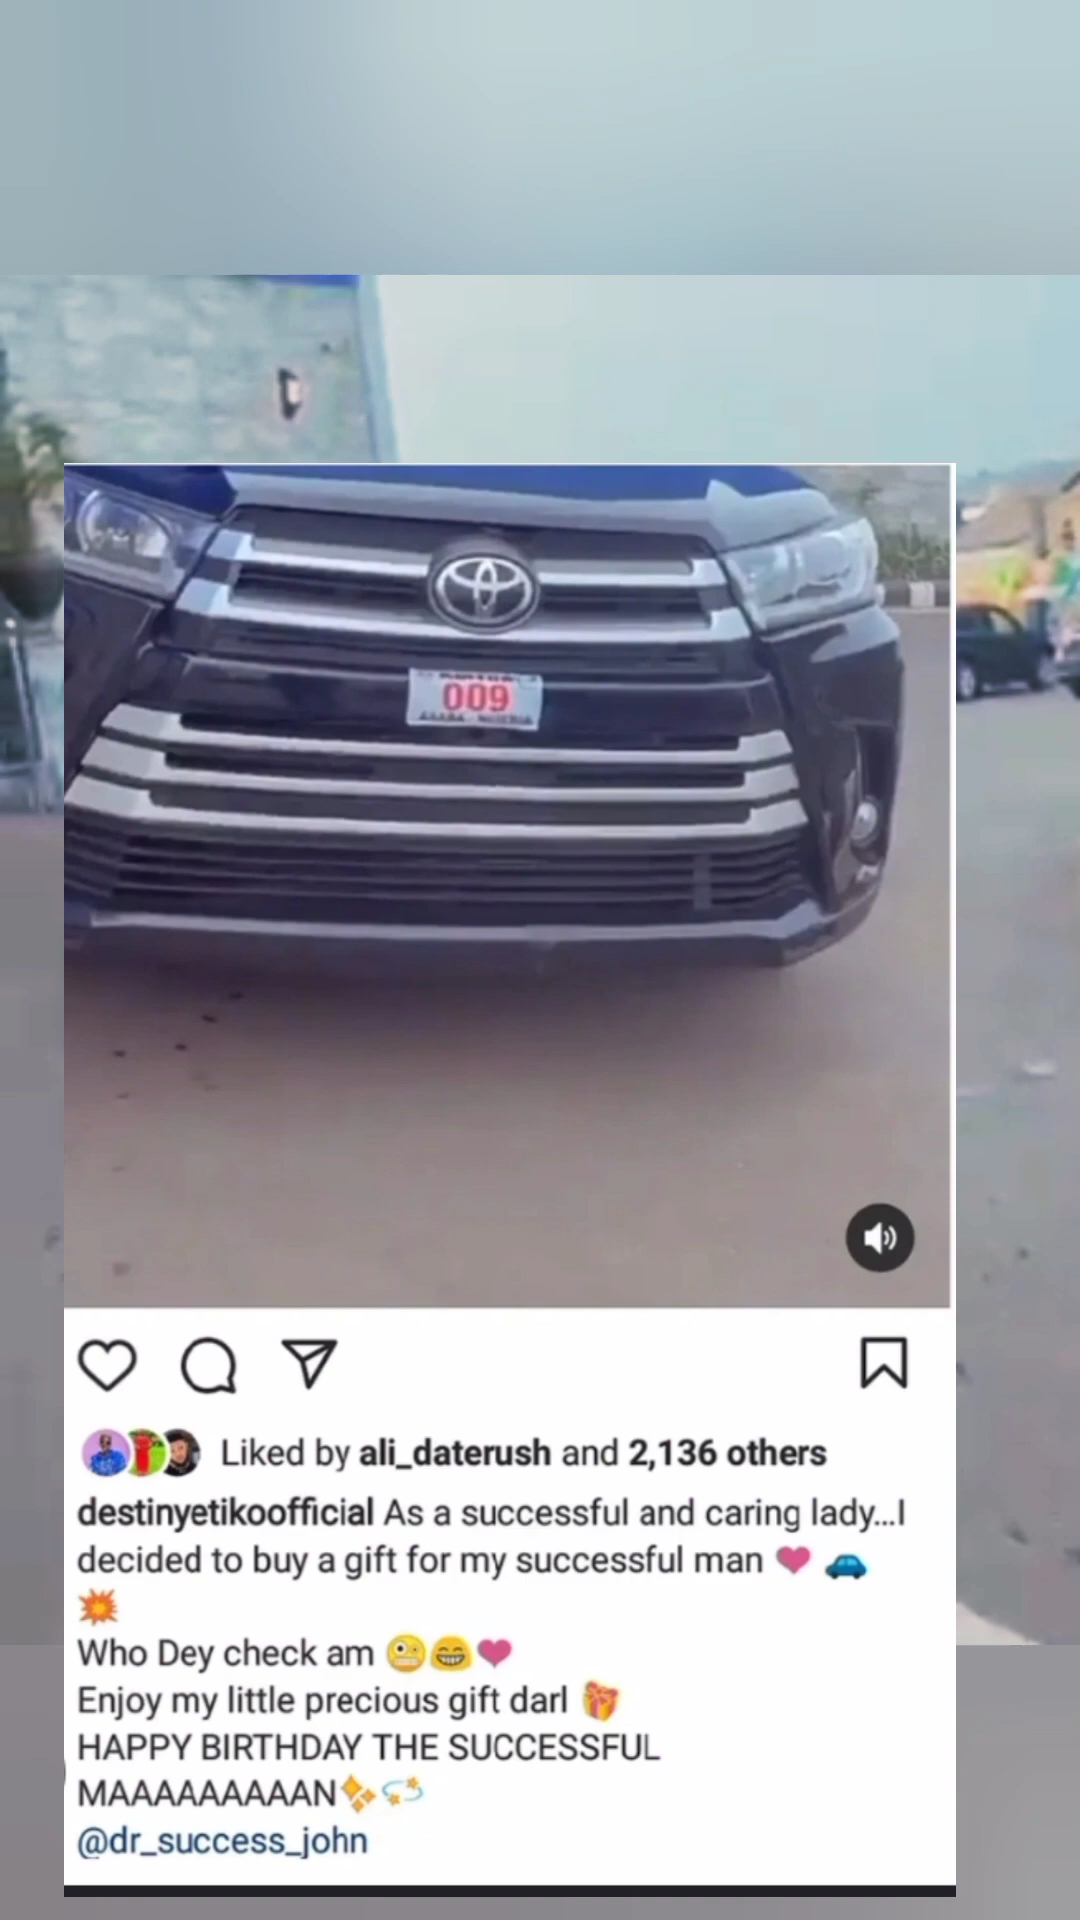 009
Liked by ali_daterush and 2,136 others
destinyetikoofficial As a successful and caring lady...I
decided to buy a gift for my successful man ❤️ 🚙
💥
Who Dey check am 🤪😂❤️
Enjoy my little precious gift darl 🎁
HAPPY BIRTHDAY THE SUCCESSFUL
MAAAAAAAAAN✨💫
@dr_success_john